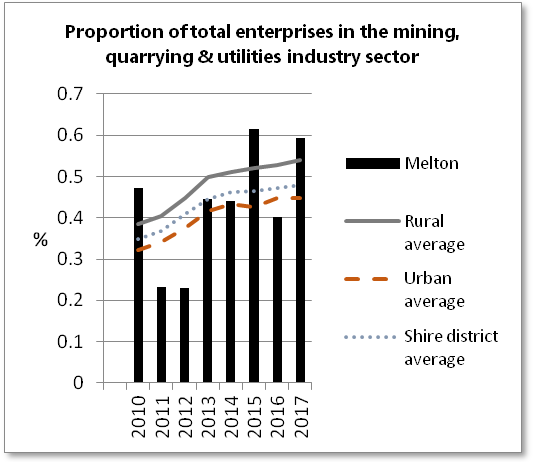 Proportion of total enterprises in the mining,
quarrying & utilities industry sector
0.7
0.6
0.5
0.4
0.3
0.2
0.1
0
%
2010
2011
2012
2013
2014
2015
2016
2017
Melton
Rural
average
Urban
average
Shire district
average